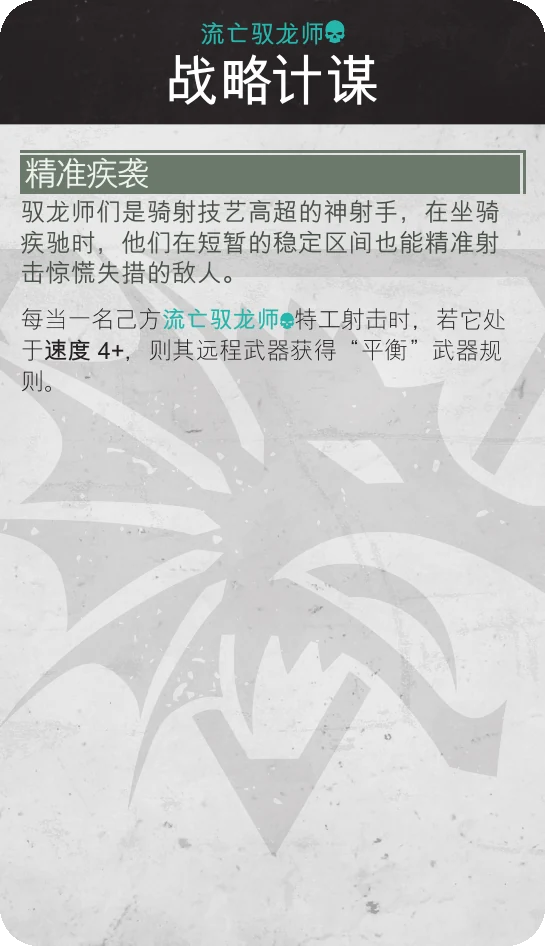 流亡驭龙师
战略计谋
精准疾袭
驭龙师们是骑射技艺高超的神射手，在坐骑
疾驰时，他们在短暂的稳定区间也能精准射
击惊慌失措的敌人。
每当一名己方流亡驭龙师特工射击时，若它处
于速度 4+，则其远程武器获得“平衡”武器规
则。